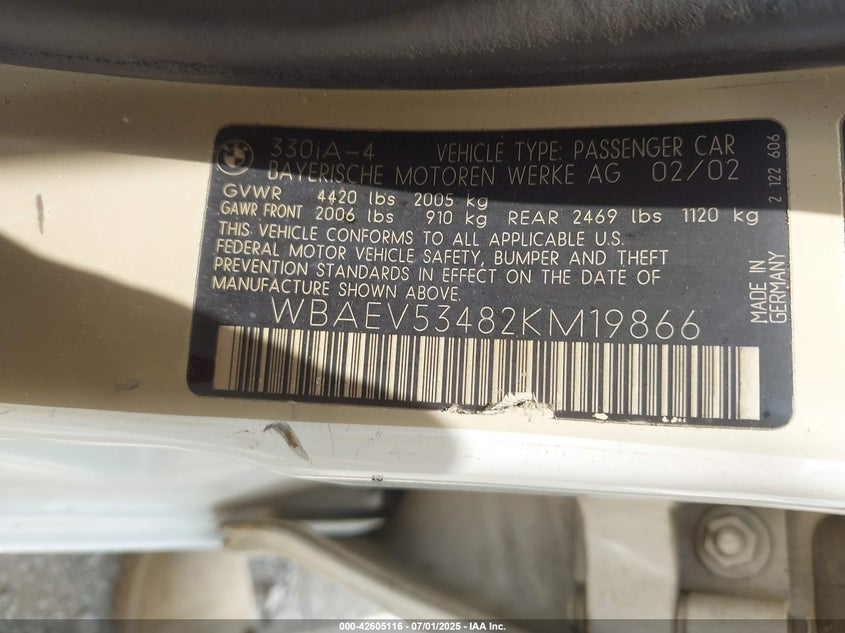 330iA-4 VEHICLE TYPE: PASSENGER CAR
BAYERISCHE MOTOREN WERKE AG 02/02
GVWR 4420 lbs 2005 kg
GAWR FRONT 2006 lbs 910 kg REAR 2469 lbs 1120 kg
THIS VEHICLE CONFORMS TO ALL APPLICABLE U.S.
FEDERAL MOTOR VEHICLE SAFETY, BUMPER AND THEFT
PREVENTION STANDARDS IN EFFECT ON THE DATE OF
MANUFACTURE SHOWN ABOVE.
WBAEV53482KM19866
MADE IN
GERMANY
2 122 606
000-42605116 - 07/01/2025 - IAA Inc.